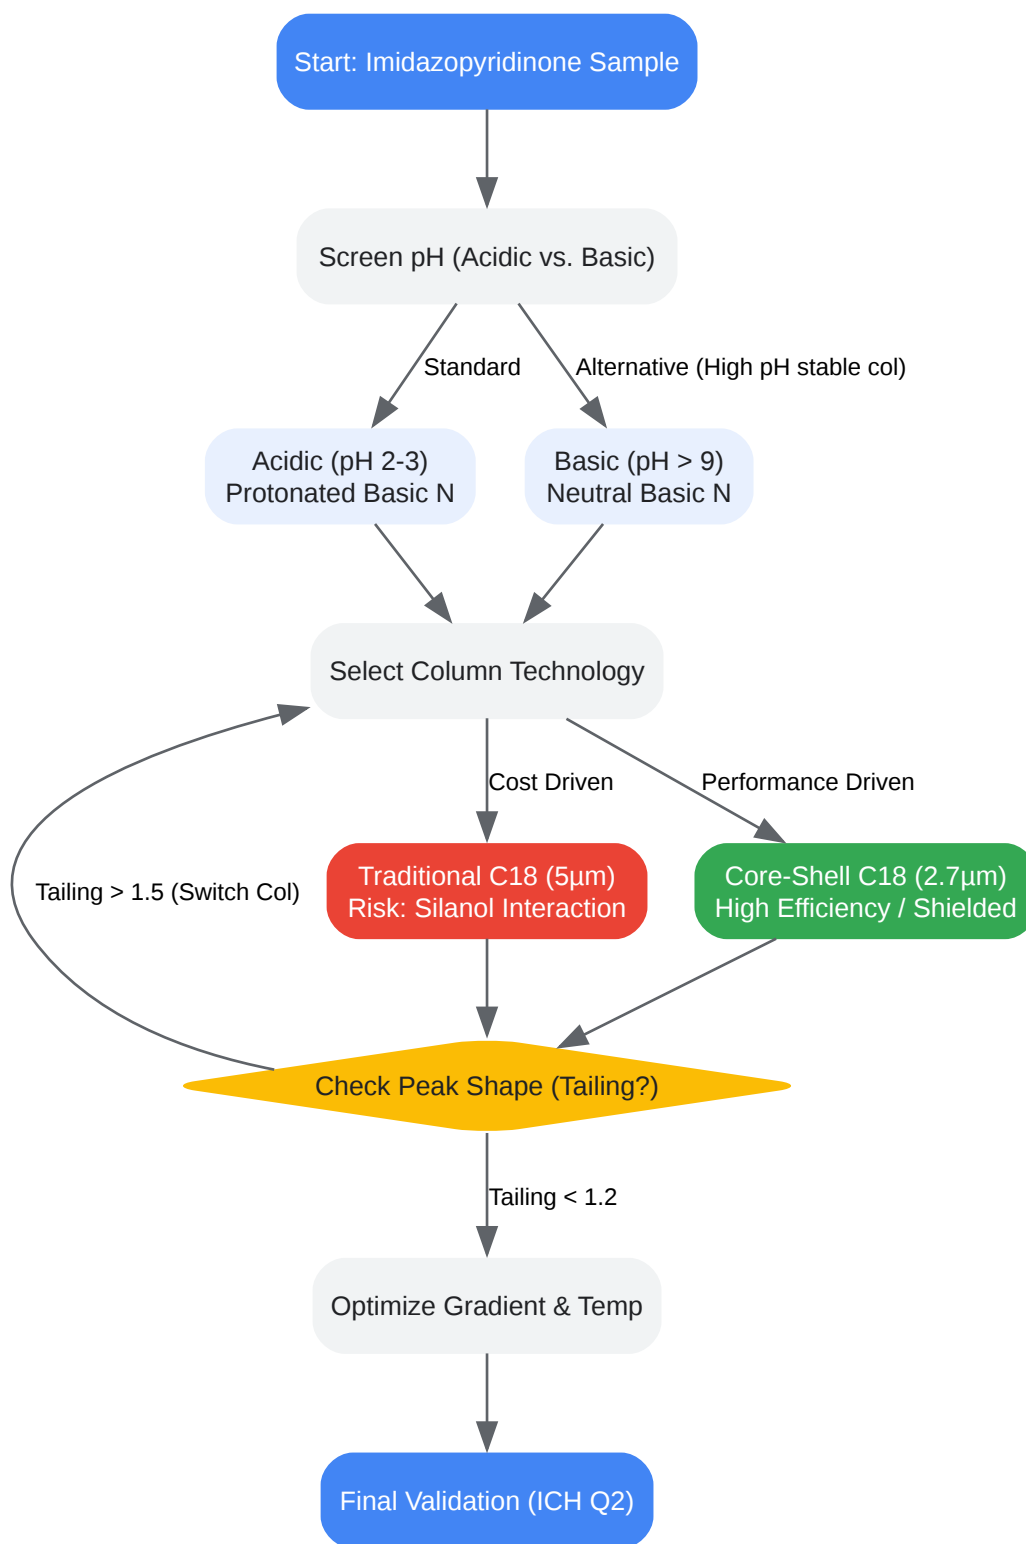 Start: Imidazopyridinone Sample
Screen pH (Acidic vs. Basic)
Standard
Alternative (High pH stable col)
Acidic (pH 2-3)
Protonated Basic N
Basic (pH > 9)
Neutral Basic N
Select Column Technology
Cost Driven
Performance Driven
Traditional C18 (5µm)
Risk: Silanol Interaction
Core-Shell C18 (2.7µm)
High Efficiency / Shielded
Tailing > 1.5 (Switch Col)
Check Peak Shape (Tailing?)
Tailing < 1.2
Optimize Gradient & Temp
Final Validation (ICH Q2)